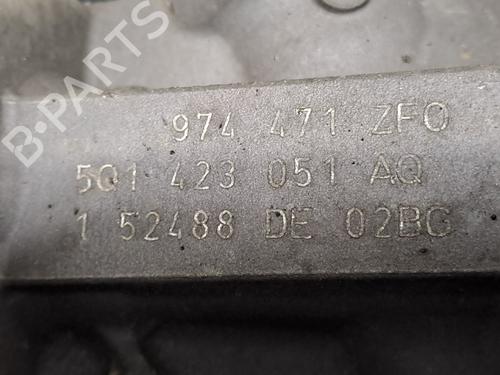 B-PARTS
974 471 ZFO
5Q1 423 051 AQ
1 52488 DE 02BG